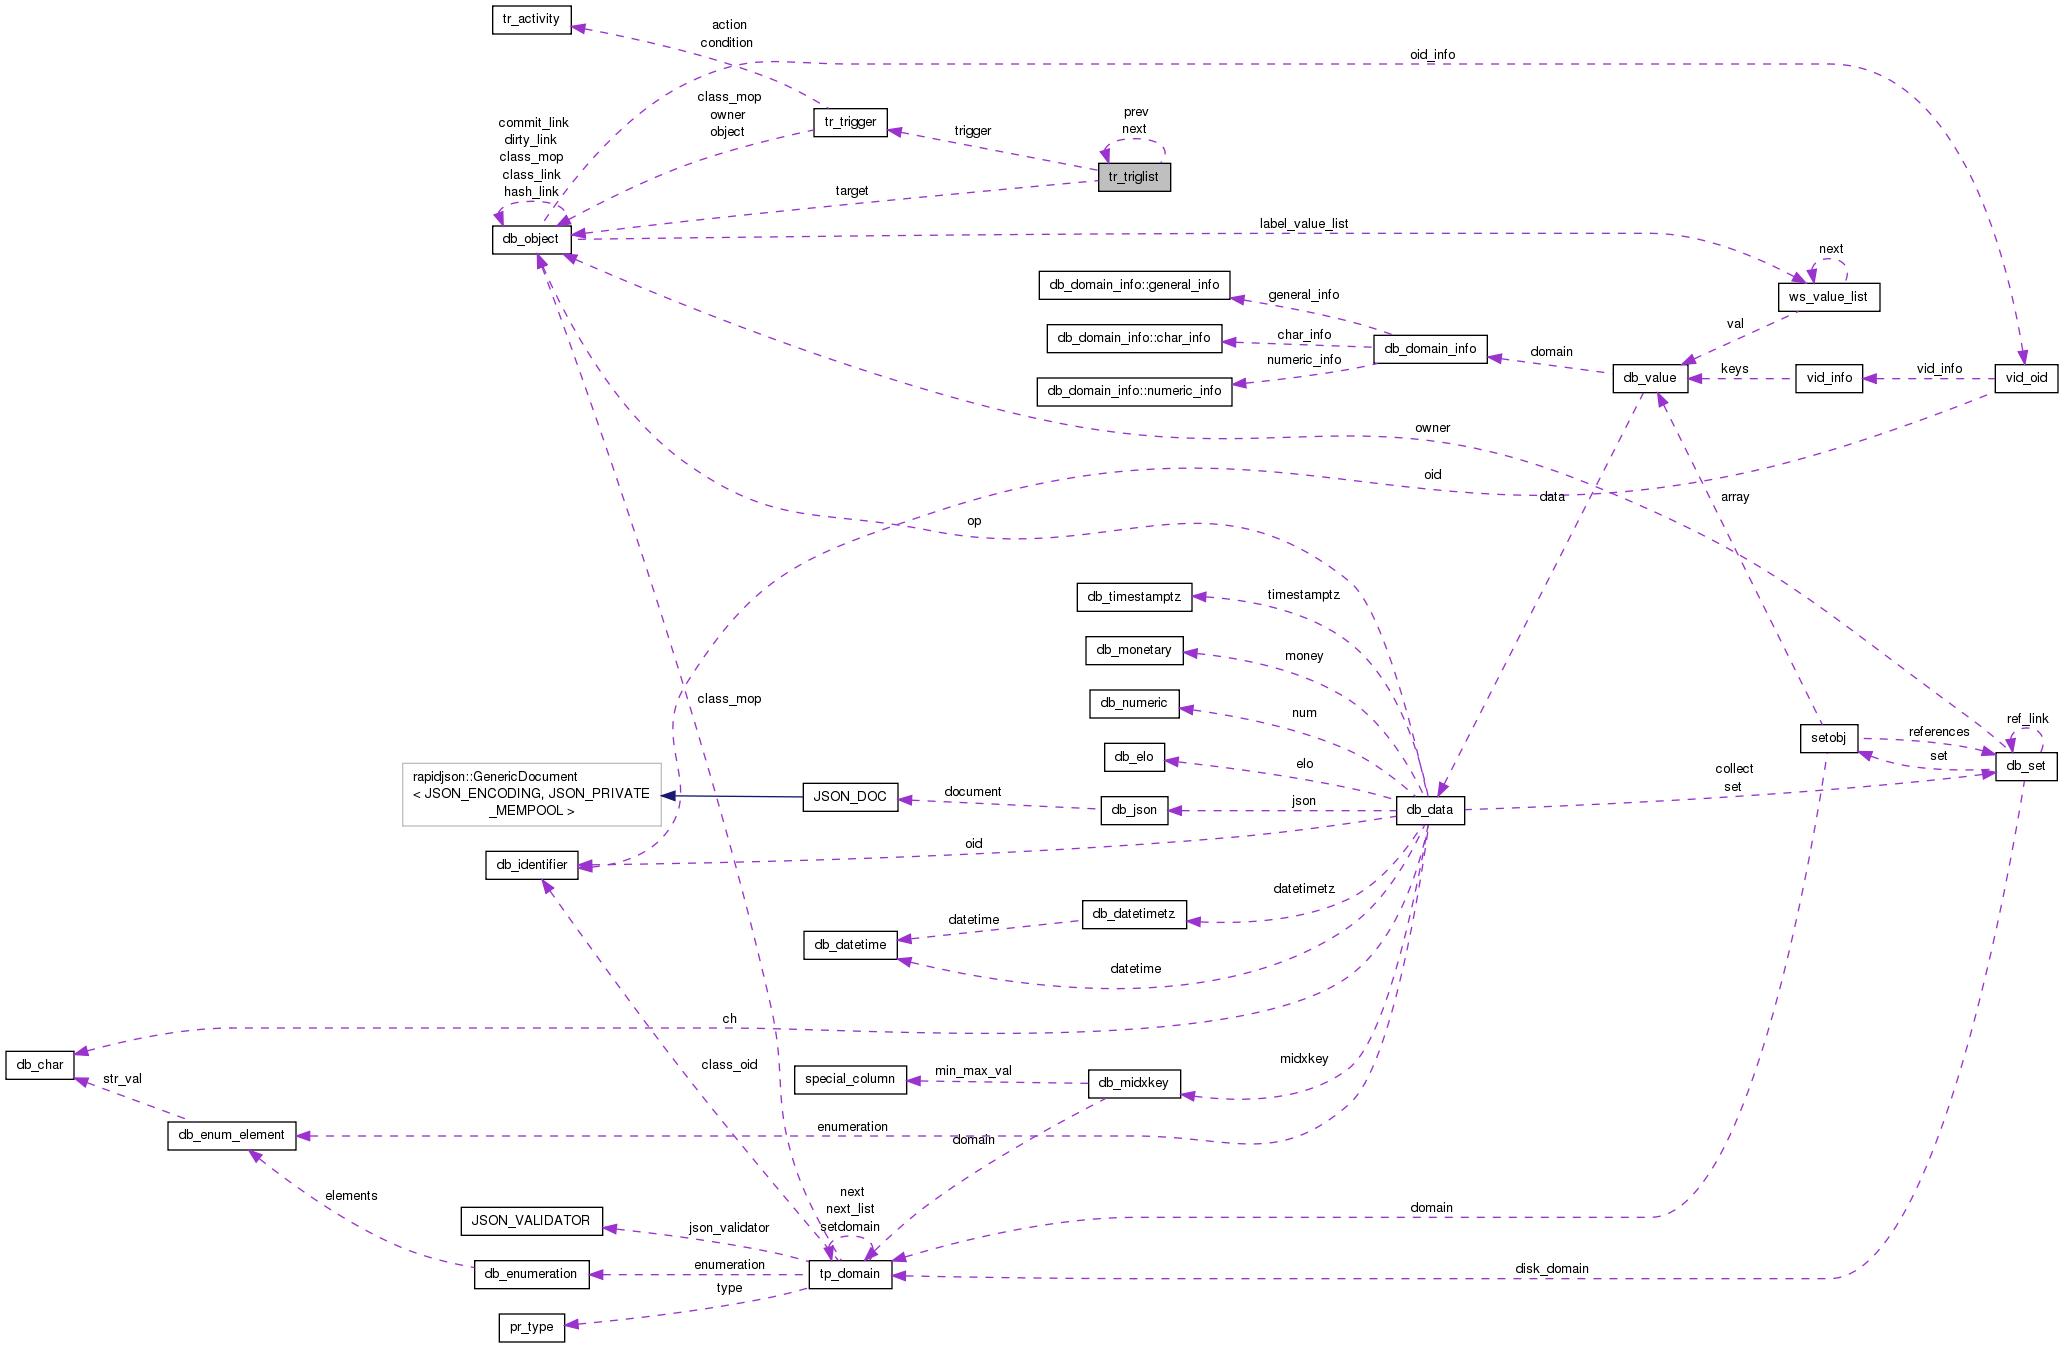 tr_activity
action
condition
oid_info
class_mop
owner
object
tr_trigger
prev
next
trigger
tr_triglist
commit_link
dirty_link
class_mop
class_link
hash_link
target
db_object
label_value_list
next
ws_value_list
db_domain_info::general_info
general_info
db_domain_info::char_info
char_info
db_domain_info
val
domain
db_domain_info::numeric_info
numeric_info
db_value
keys
vid_info
vid_info
vid_oid
owner
oid
data
array
op
db_timestamptz
timestamptz
db_monetary
money
class_mop
db_numeric
num
setobj
references
ref_link
db_elo
elo
set
db_set
rapidjson::GenericDocument
< JSON_ENCODING, JSON_PRIVATE
_MEMPOOL >
JSON_DOC
document
db_json
json
db_data
collect
set
db_identifier
oid
datetimetz
db_datetimetz
datetime
db_datetime
datetime
ch
db_char
class_oid
str_val
special_column
min_max_val
db_midxkey
midxkey
db_enum_element
enumeration
domain
elements
JSON_VALIDATOR
json_validator
next
next_list
setdomain
domain
db_enumeration
enumeration
tp_domain
disk_domain
type
pr_type